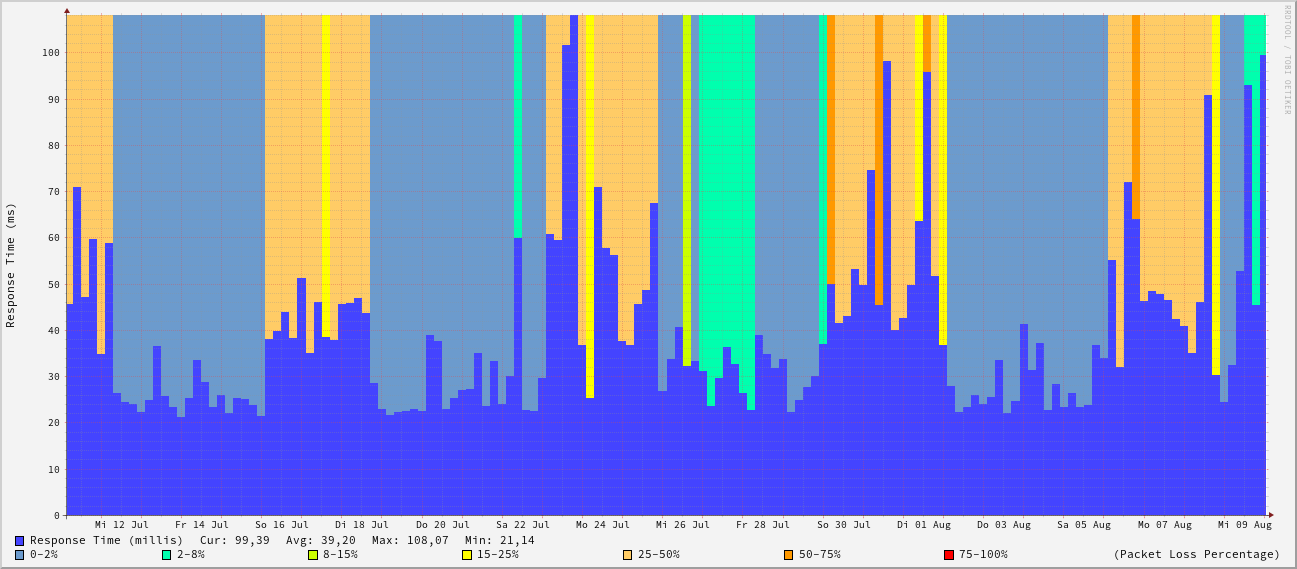 RRDTOOL / TOBI OETIKER
Response Time (ms)
100
90
80
70
60
50
40
30
20
10
0
Mi 12 Jul Fr 14 Jul So 16 Jul Di 18 Jul Do 20 Jul Sa 22 Jul Mo 24 Jul Mi 26 Jul Fr 28 Jul So 30 Jul Di 01 Aug Do 03 Aug Sa 05 Aug Mo 07 Aug Mi 09 Aug
Response Time (millis) Cur: 99,39 Avg: 39,20 Max: 108,07 Min: 21,14
0-2% 2-8% 8-15% 15-25% 25-50% 50-75% 75-100% (Packet Loss Percentage)